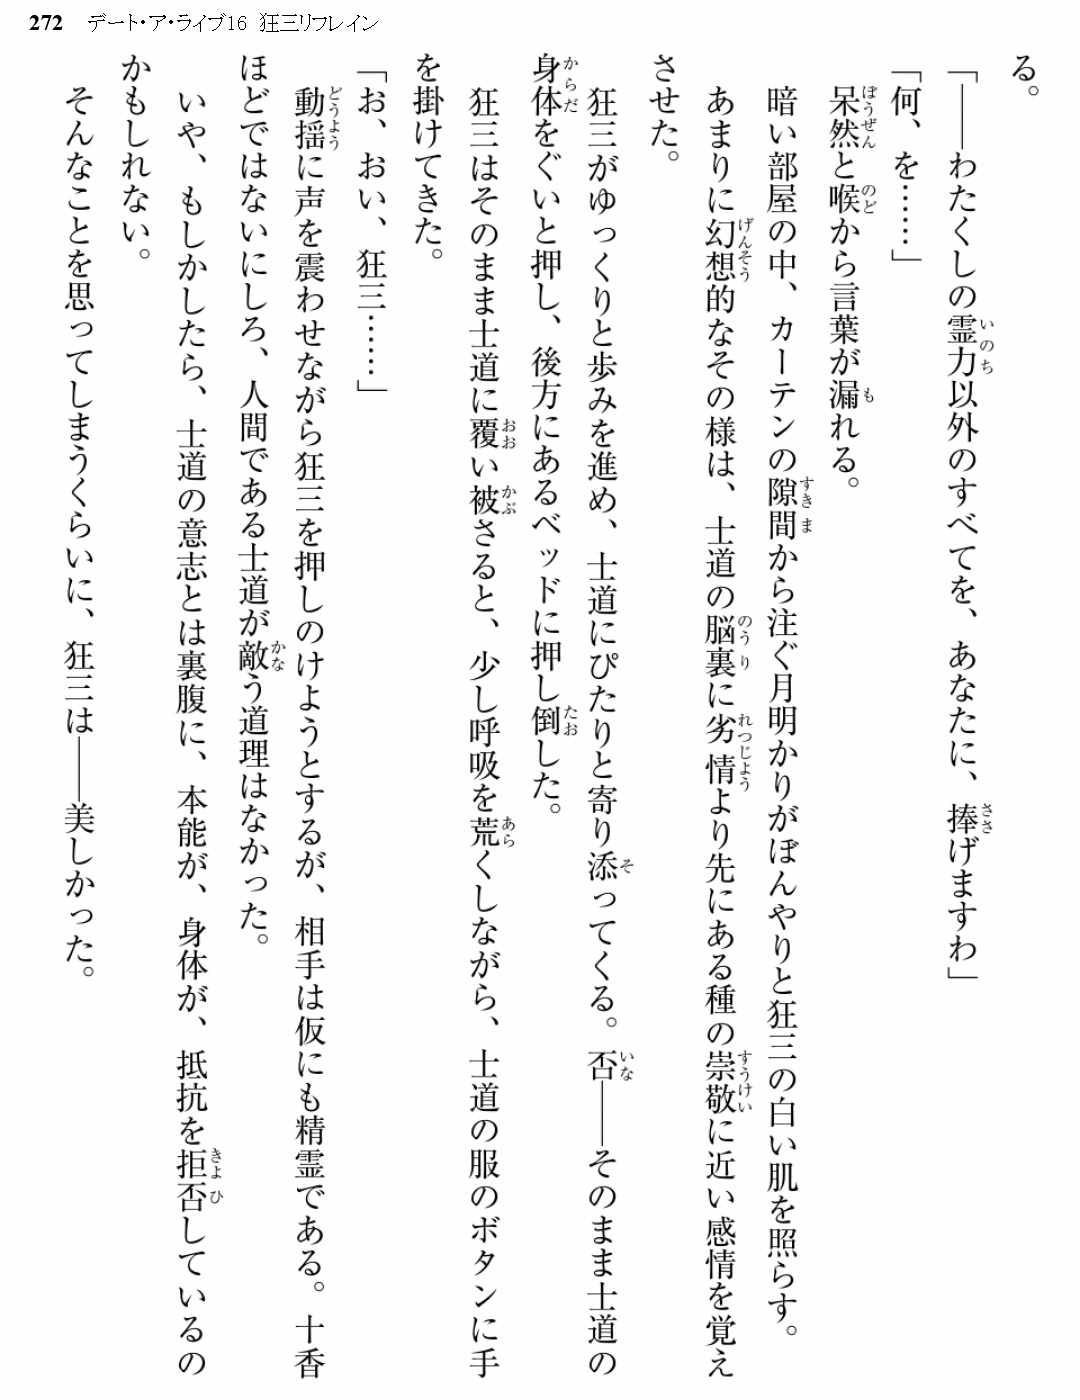 272 デート・ア・ライブ16 狂三リフレイン
る。
「――わたくしの霊力以外のすべてを、あなたに、捧げますわ」
「何、を……」
呆然と喉から言葉が漏れる。
暗い部屋の中、カーテンの隙間から注ぐ月明かりがぼんやりと狂三の白い肌を照らす。
あまりに幻想的なその様は、士道の脳裏に劣情より先にある種の崇敬に近い感情を覚え
させた。
狂三がゆっくりと歩みを進め、士道にぴたりと寄り添ってくる。否――そのまま士道の
身体をぐいと押し、後方にあるベッドに押し倒した。
狂三はそのまま士道に覆い被さると、少し呼吸を荒くしながら、士道の服のボタンに手
を掛けてきた。
「お、おい、狂三……」
動揺に声を震わせながら狂三を押しのけようとするが、相手は仮にも精霊である。十香
ほどではないにしろ、人間である士道が敵う道理はなかった。
いや、もしかしたら、士道の意志とは裏腹に、本能が、身体が、抵抗を拒否しているの
かもしれない。
そんなことを思ってしまうくらいに、狂三は――美しかった。